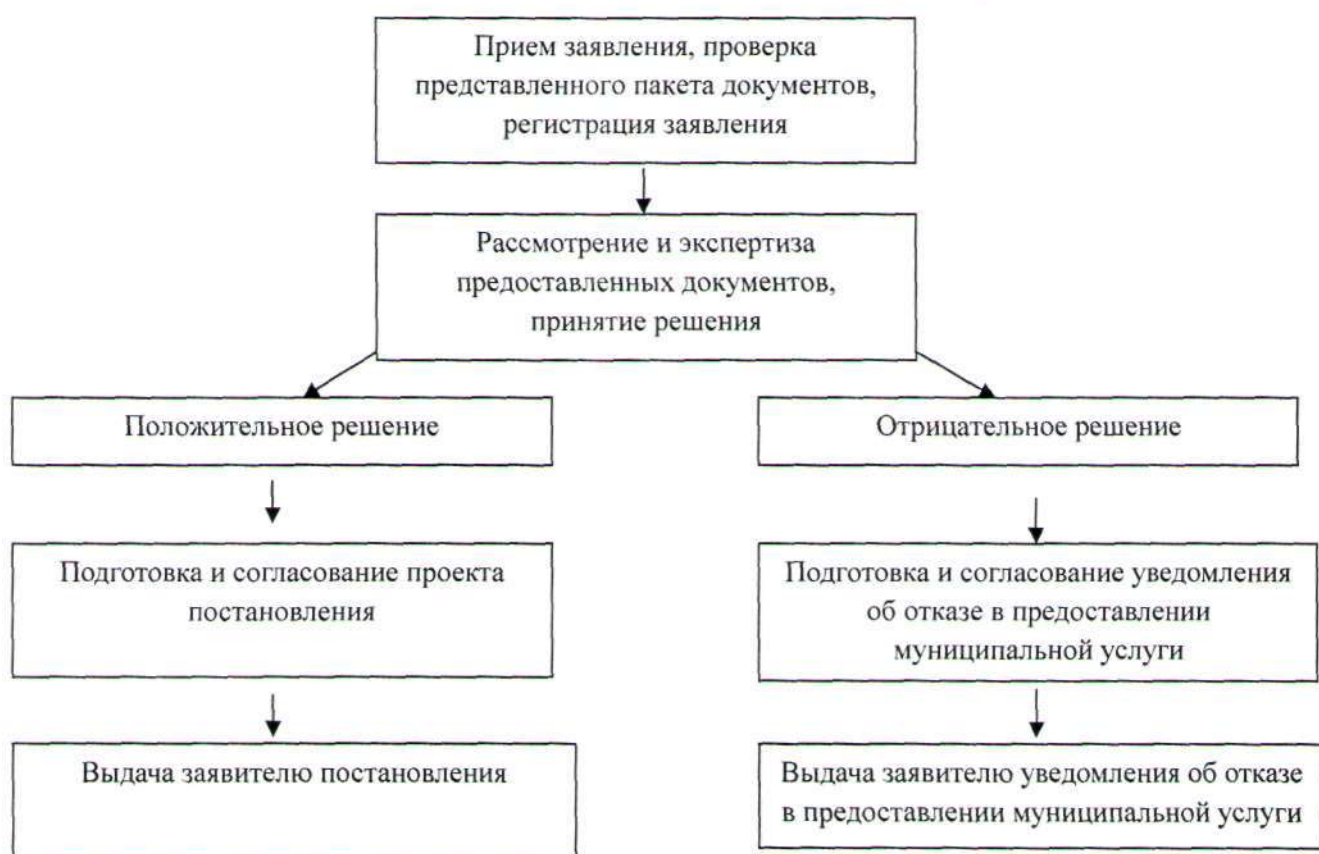 Прием заявления, проверка
представленного пакета документов,
регистрация заявления
Рассмотрение и экспертиза
предоставленных документов,
принятие решения
Положительное решение
Отрицательное решение
Подготовка и согласование проекта
постановления
Подготовка и согласование уведомления
об отказе в предоставлении
муниципальной услуги
Выдача заявителю постановления
Выдача заявителю уведомления об отказе
в предоставлении муниципальной услуги